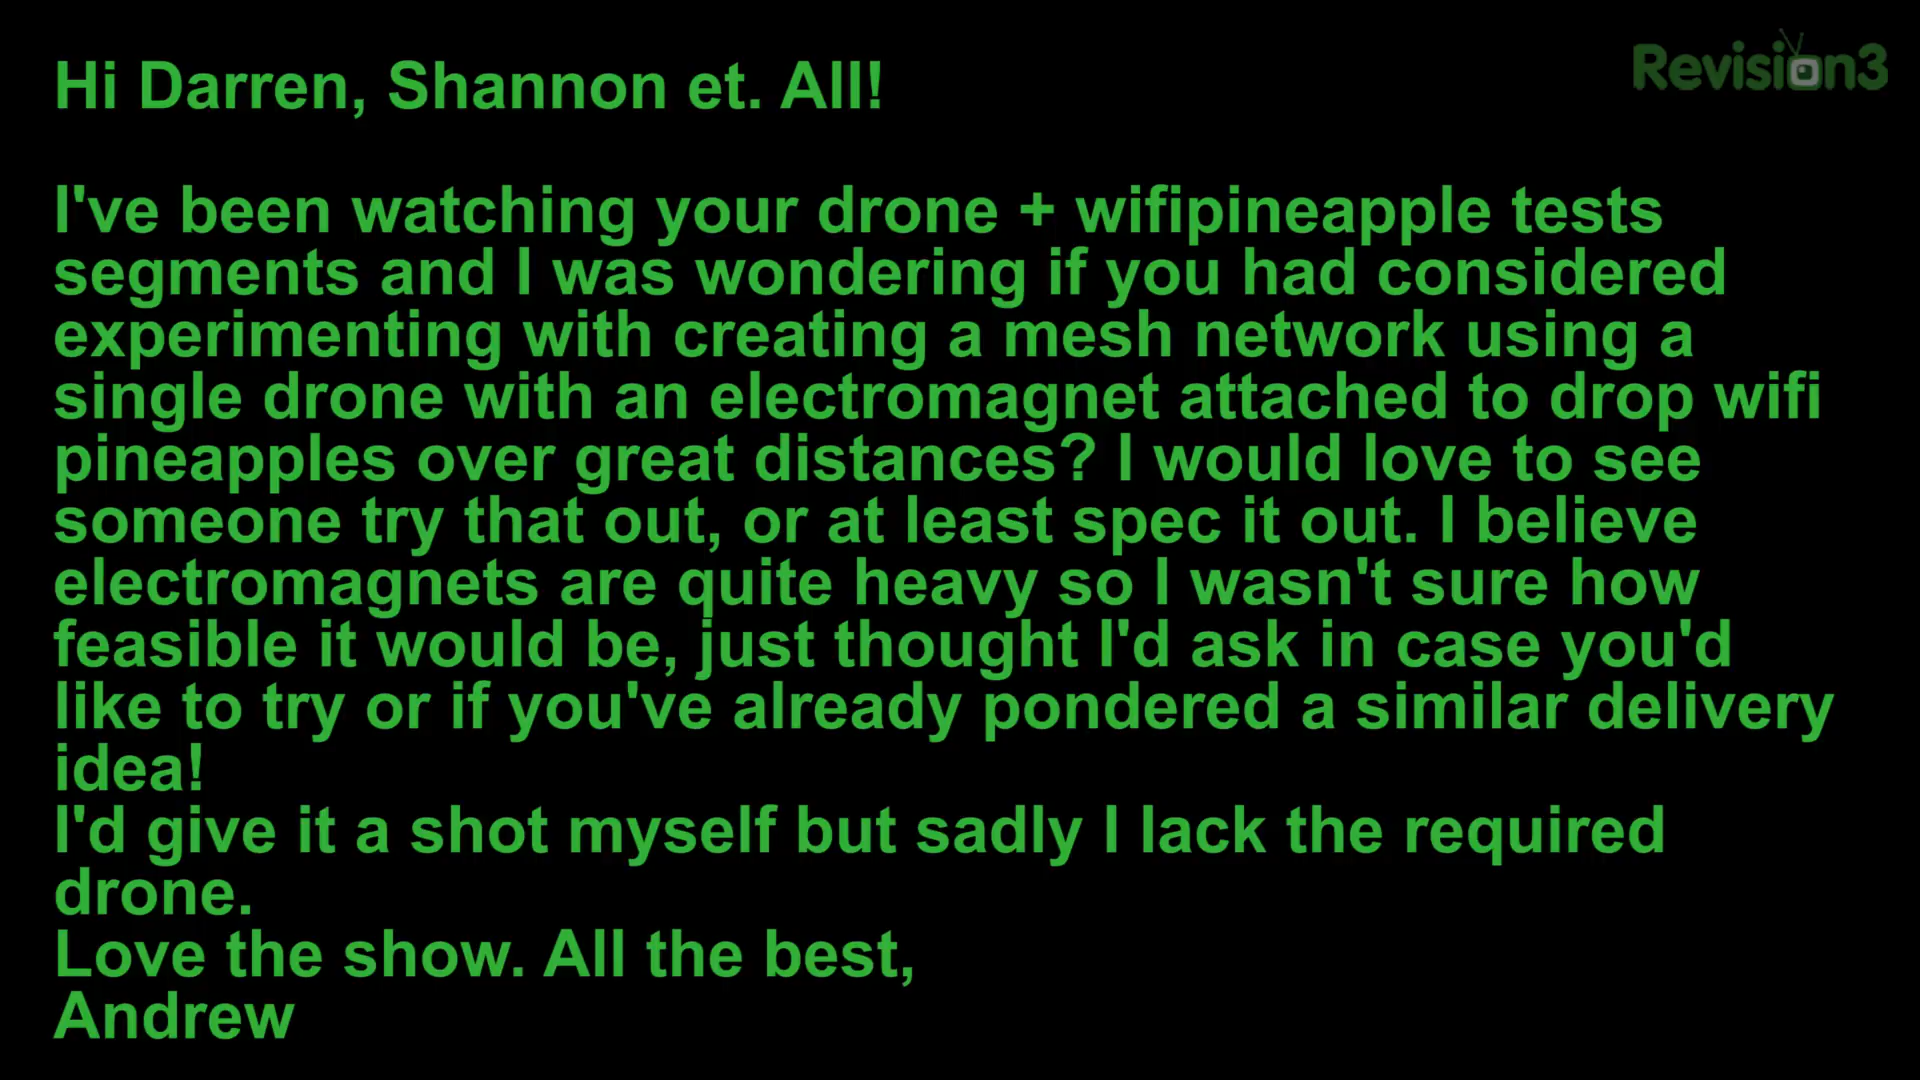 Revision3
Hi Darren, Shannon et. All!
I've been watching your drone + wifipineapple tests
segments and I was wondering if you had considered
experimenting with creating a mesh network using a
single drone with an electromagnet attached to drop wifi
pineapples over great distances? I would love to see
someone try that out, or at least spec it out. I believe
electromagnets are quite heavy so I wasn't sure how
feasible it would be, just thought I'd ask in case you'd
like to try or if you've already pondered a similar delivery
idea!
I'd give it a shot myself but sadly I lack the required
drone.
Love the show. All the best,
Andrew